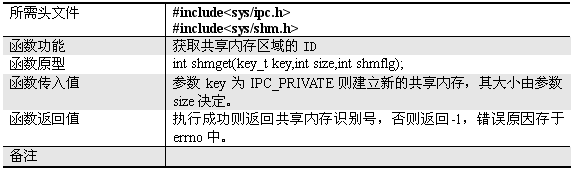 所需头文件 #include<sys/ipc.h>
#include<sys/shm.h>
函数功能 获取共享内存区域的 ID
函数原型 int shmget(key_t key,int size,int shmflg);
函数传入值 参数 key 为 IPC_PRIVATE 则建立新的共享内存，其大小由参数
size 决定。
函数返回值 执行成功则返回共享内存识别号，否则返回-1，错误原因存于
errno 中。
备注